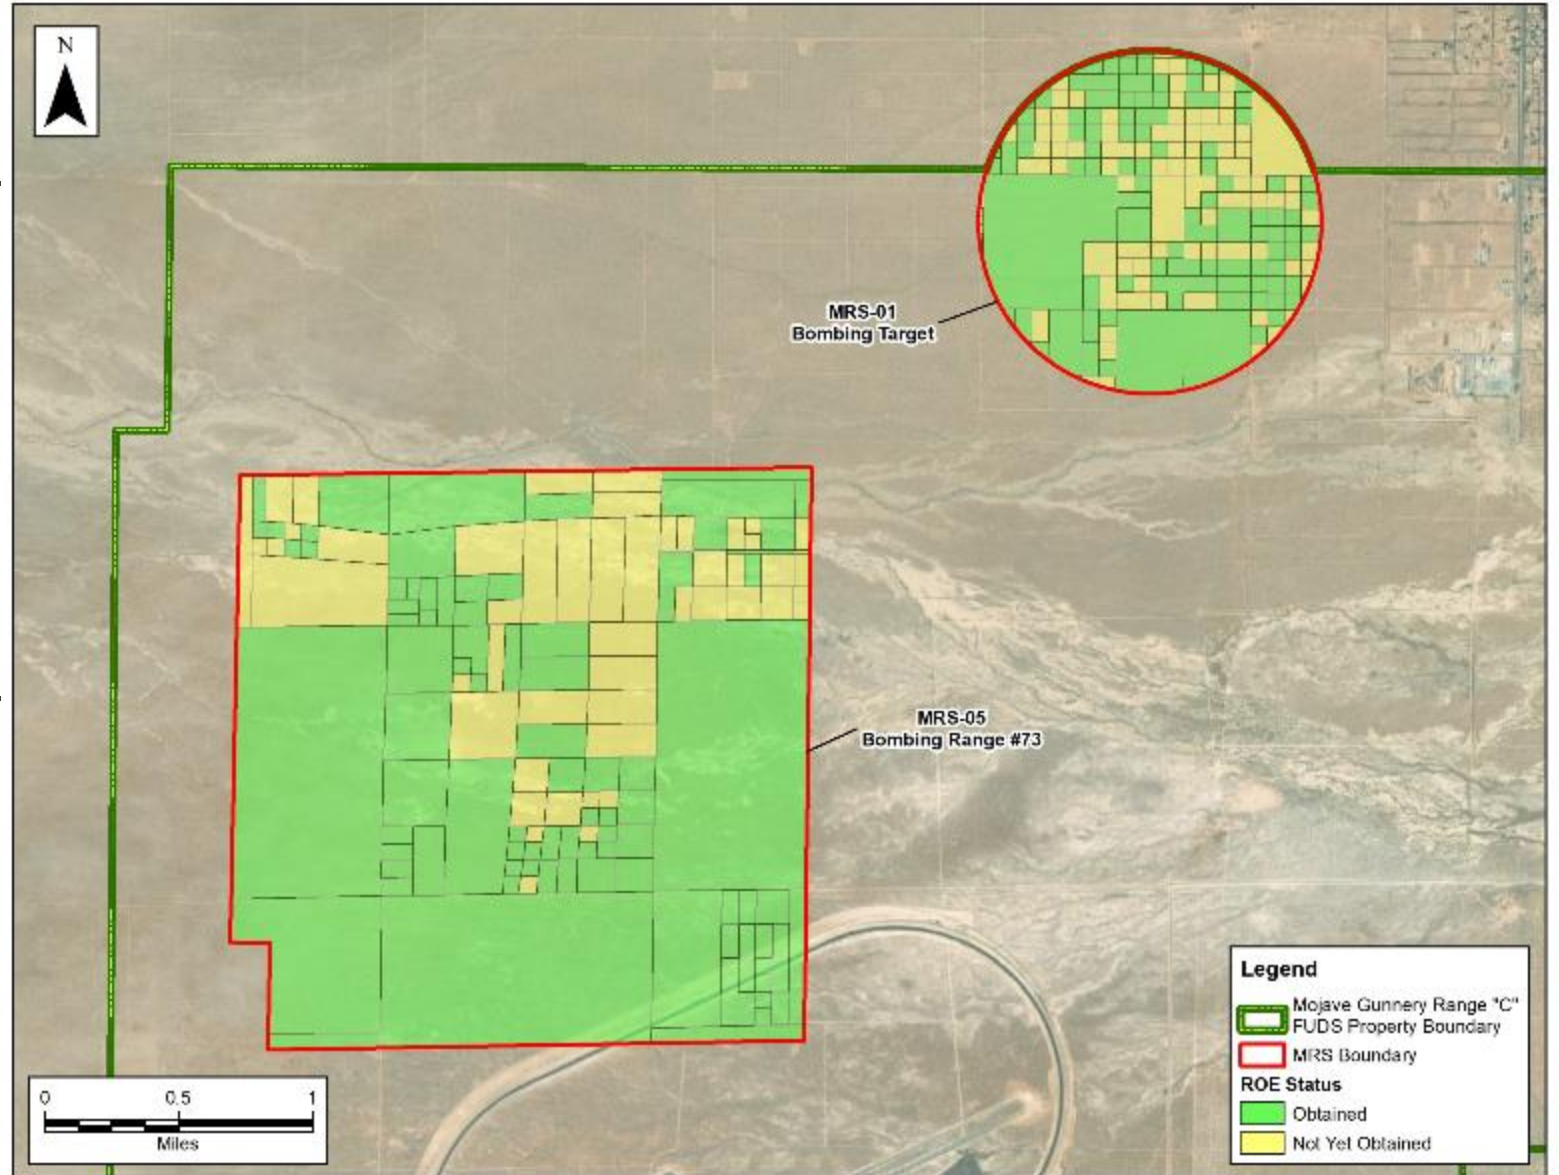 N
MRS-01
Bombing Target
MRS-05
Bombing Range #73
Legend
Mojave Gunnery Range "C"
FUDS Property Boundary
MRS Boundary
ROE Status
Obtained
Not Yet Obtained
0 0.5 1
Miles